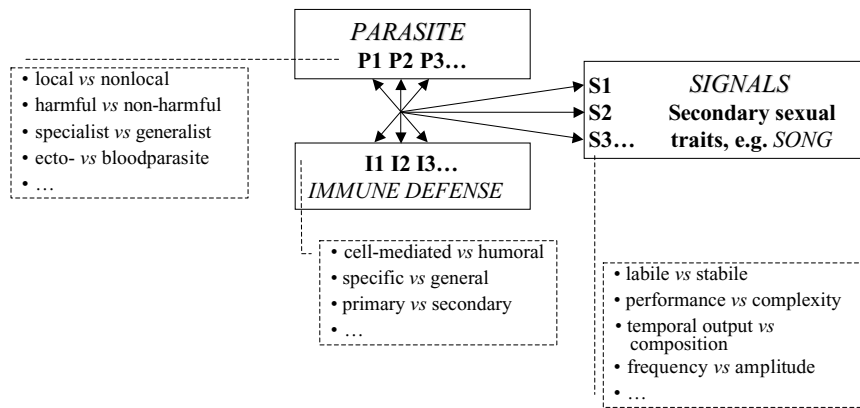 PARASITE
P1 P2 P3…
• local vs nonlocal
• harmful vs non-harmful
• specialist vs generalist
• ecto- vs bloodparasite
• …
S1
S2
S3…
SIGNALS
Secondary sexual
traits, e.g. SONG
I1 I2 I3…
IMMUNE DEFENSE
• cell-mediated vs humoral
• specific vs general
• primary vs secondary
• …
• labile vs stabile
• performance vs complexity
• temporal output vs
composition
• frequency vs amplitude
• …